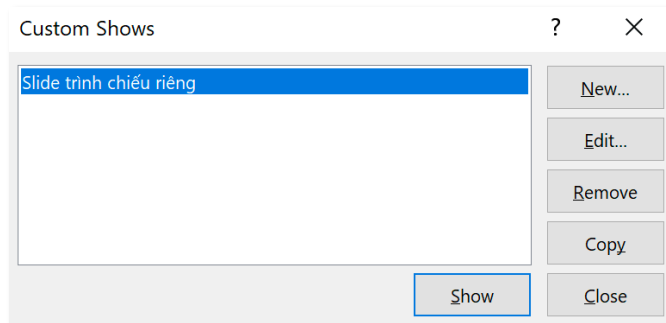 Custom Shows ?
Slide trình chiếu riêng
New...
Edit...
Remove
Copy
Show Close